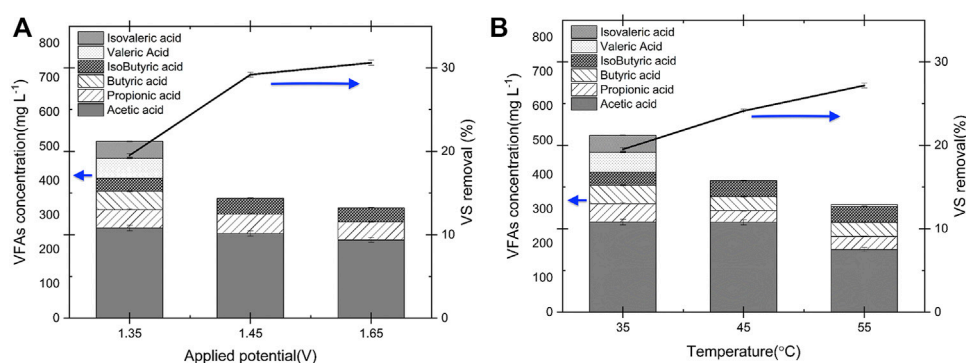 A
800
700
600
500
400
300
200
100
0
VFAs concentration(mg L-1)
Isovaleric acid
Valeric Acid
IsoButyric acid
Butyric acid
Propionic acid
Acetic acid
30
20
10
0
VS removal (%)
1.35
1.45
1.65
Applied potential(V)
B
800
700
600
500
400
300
200
100
0
VFAs concentration(mg L-1)
Isovaleric acid
Valeric Acid
IsoButyric acid
Butyric acid
Propionic acid
Acetic acid
30
20
10
0
VS removal(%)
35
45
55
Temperature(°C)